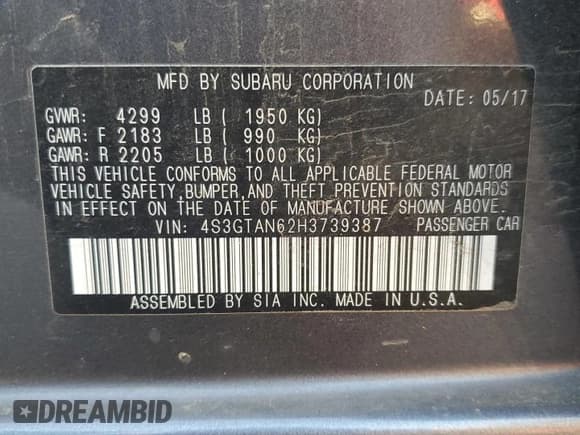 MFD BY SUBARU CORPORATION
DATE: 05/17
GVWR: 4299 LB ( 1950 KG)
GAWR: F 2183 LB ( 990 KG)
GAWR: R 2205 LB ( 1000 KG)
THIS VEHICLE CONFORMS TO ALL APPLICABLE FEDERAL MOTOR
VEHICLE SAFETY, BUMPER, AND THEFT PREVENTION STANDARDS
IN EFFECT ON THE DATE OF MANUFACTURE SHOWN ABOVE.
VIN: 4S3GTAN62H3739387 PASSENGER CAR
ASSEMBLED BY SIA INC. MADE IN U.S.A.
DREAMBID